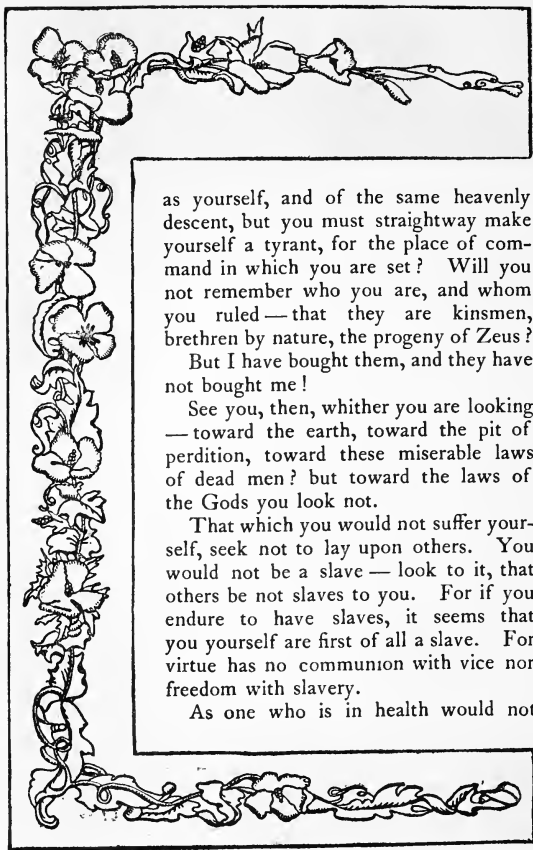 as yourself, and of the same heavenly
descent, but you must straightway make
yourself a tyrant, for the place of com-
mand in which you are set? Will you
not remember who you are, and whom
you ruled — that they are kinsmen,
brethren by nature, the progeny of Zeus?
But I have bought them, and they have
not bought me!
See you, then, whither you are looking
— toward the earth, toward the pit of
perdition, toward these miserable laws
of dead men? but toward the laws of
the Gods you look not.
That which you would not suffer your-
self, seek not to lay upon others. You
would not be a slave — look to it, that
others be not slaves to you. For if you
endure to have slaves, it seems that
you yourself are first of all a slave. For
virtue has no communion with vice nor
freedom with slavery.
As one who is in health would not